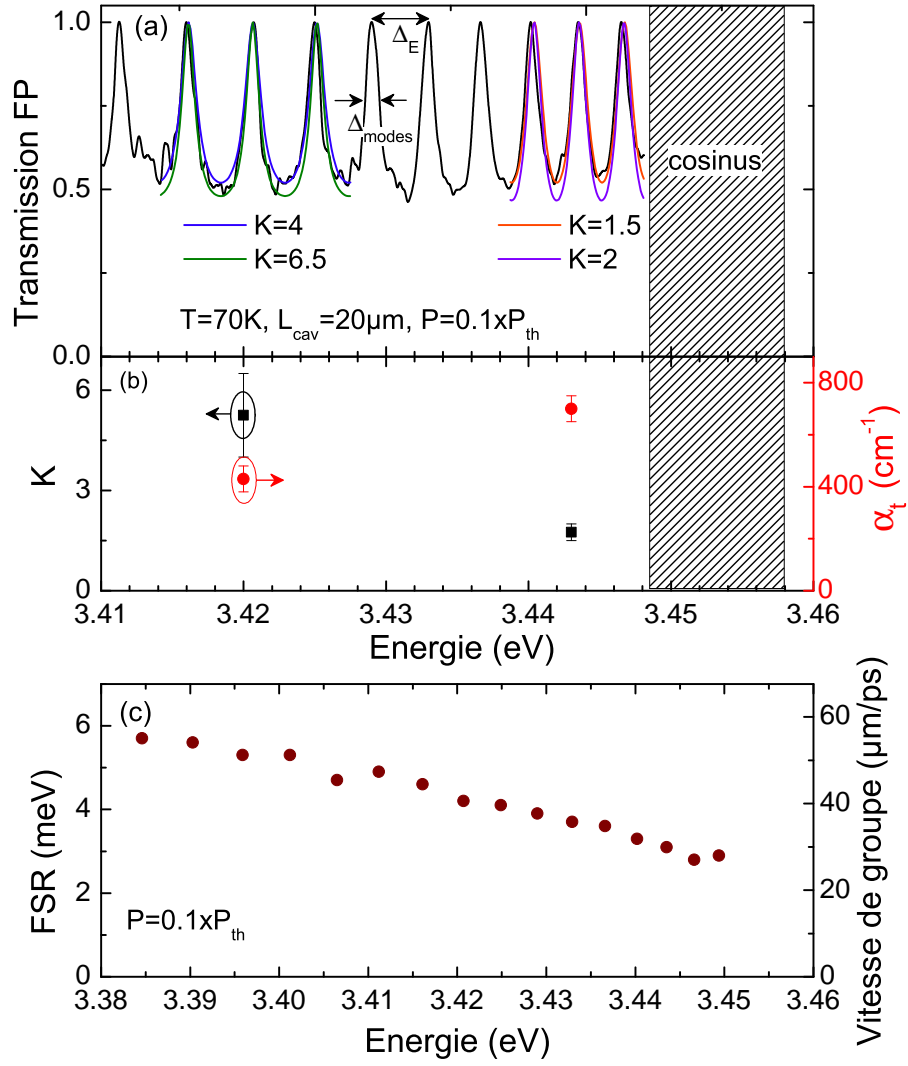 (a)
Δ_E
Δ_modes
cosinus
K=4
K=1.5
K=6.5
K=2
T=70K, L_cav=20µm, P=0.1xP_th
Transmission FP
1.0
0.5
0.0
(b)
6
3
0
K
800
400
0
α_t (cm⁻¹)
3.41 3.42 3.43 3.44 3.45 3.46
Energie (eV)
(c)
6
4
2
0
FSR (meV)
P=0.1xP_th
60
40
20
0
Vitesse de groupe (µm/ps)
3.38 3.39 3.40 3.41 3.42 3.43 3.44 3.45 3.46
Energie (eV)